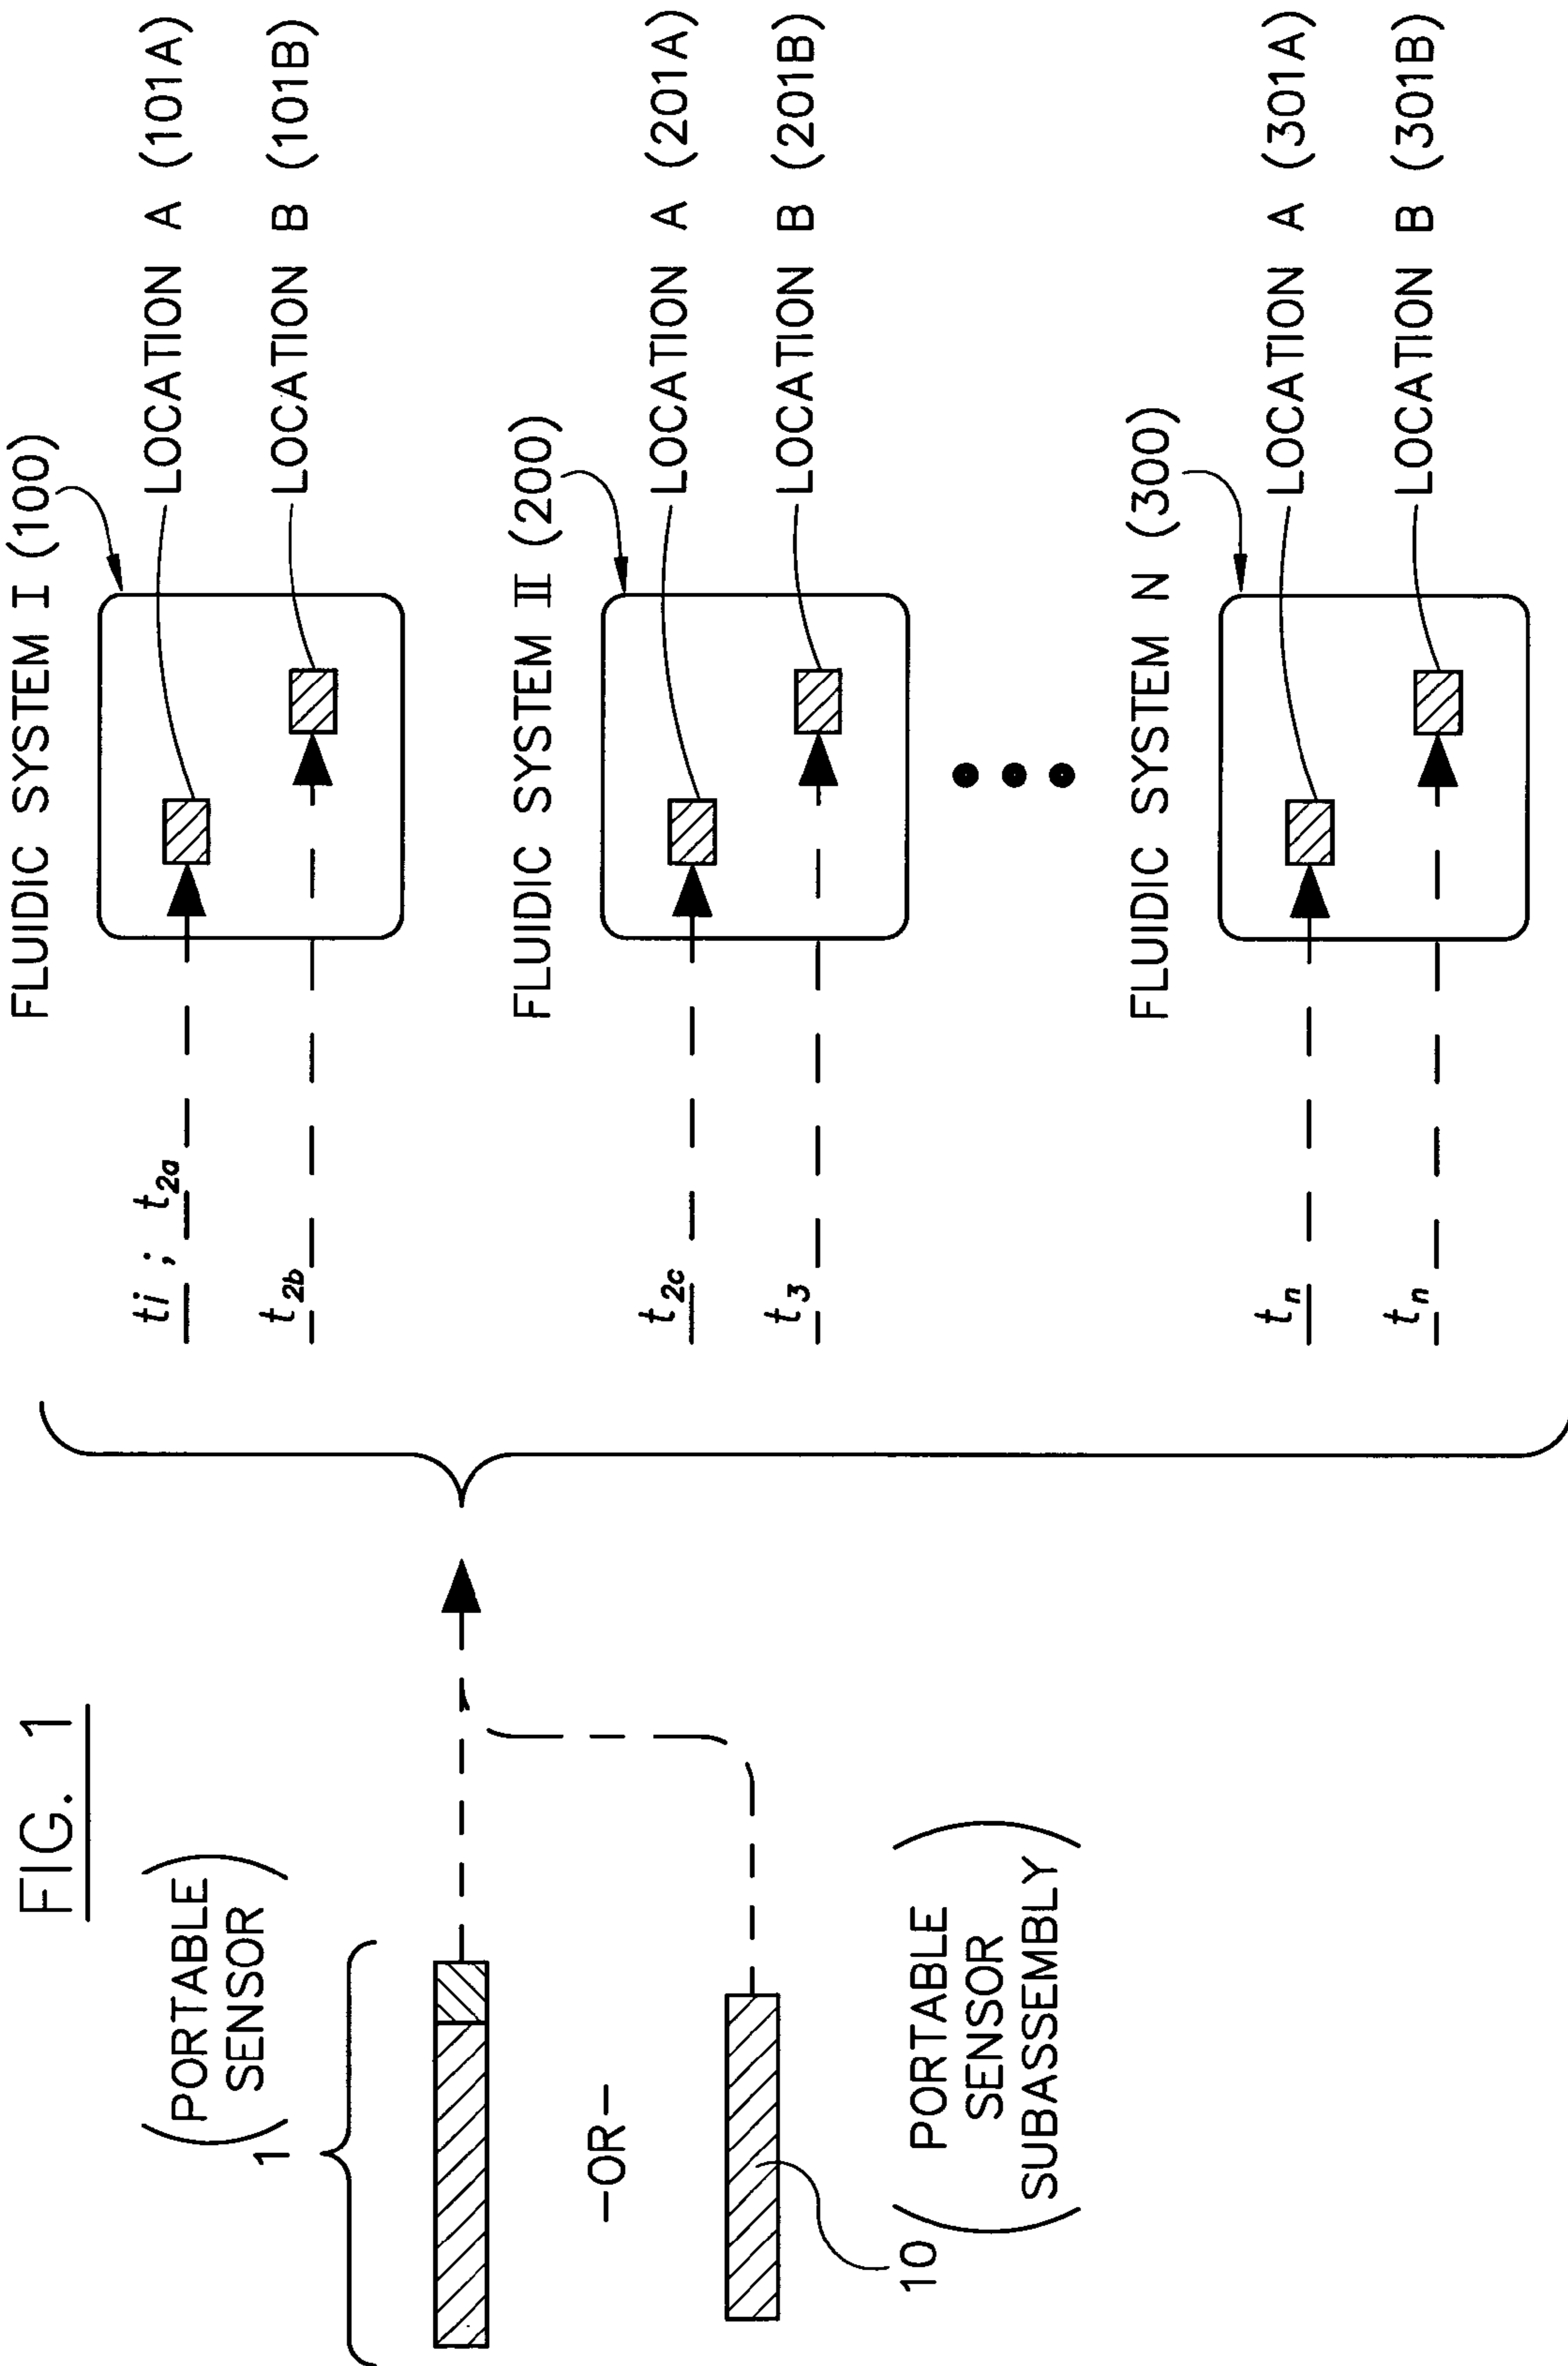 FIG. 1
(PORTABLE
SENSOR)
1
-OR-
10
(PORTABLE
SENSOR
SUBASSEMBLY)
FLUIDIC SYSTEM I (100)
ti ; t2a
LOCATION A (101A)
t2b
LOCATION B (101B)
FLUIDIC SYSTEM II (200)
t2c
LOCATION A (201A)
t3
LOCATION B (201B)
FLUIDIC SYSTEM N (300)
tn
LOCATION A (301A)
tn
LOCATION B (301B)